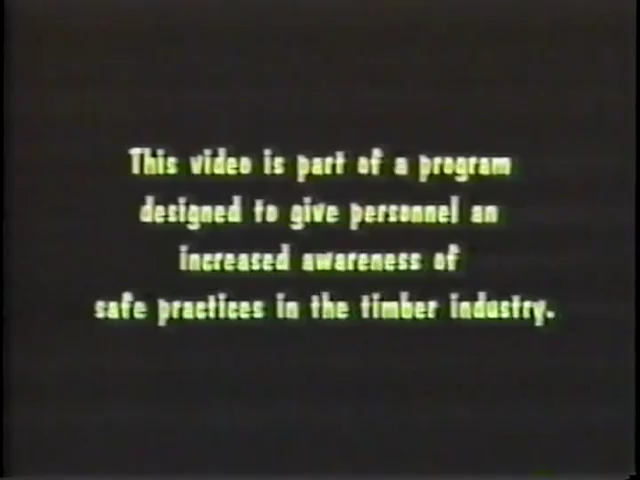 This video is part of a program
designed to give personnel an
increased awareness of
safe practices in the timber industry.